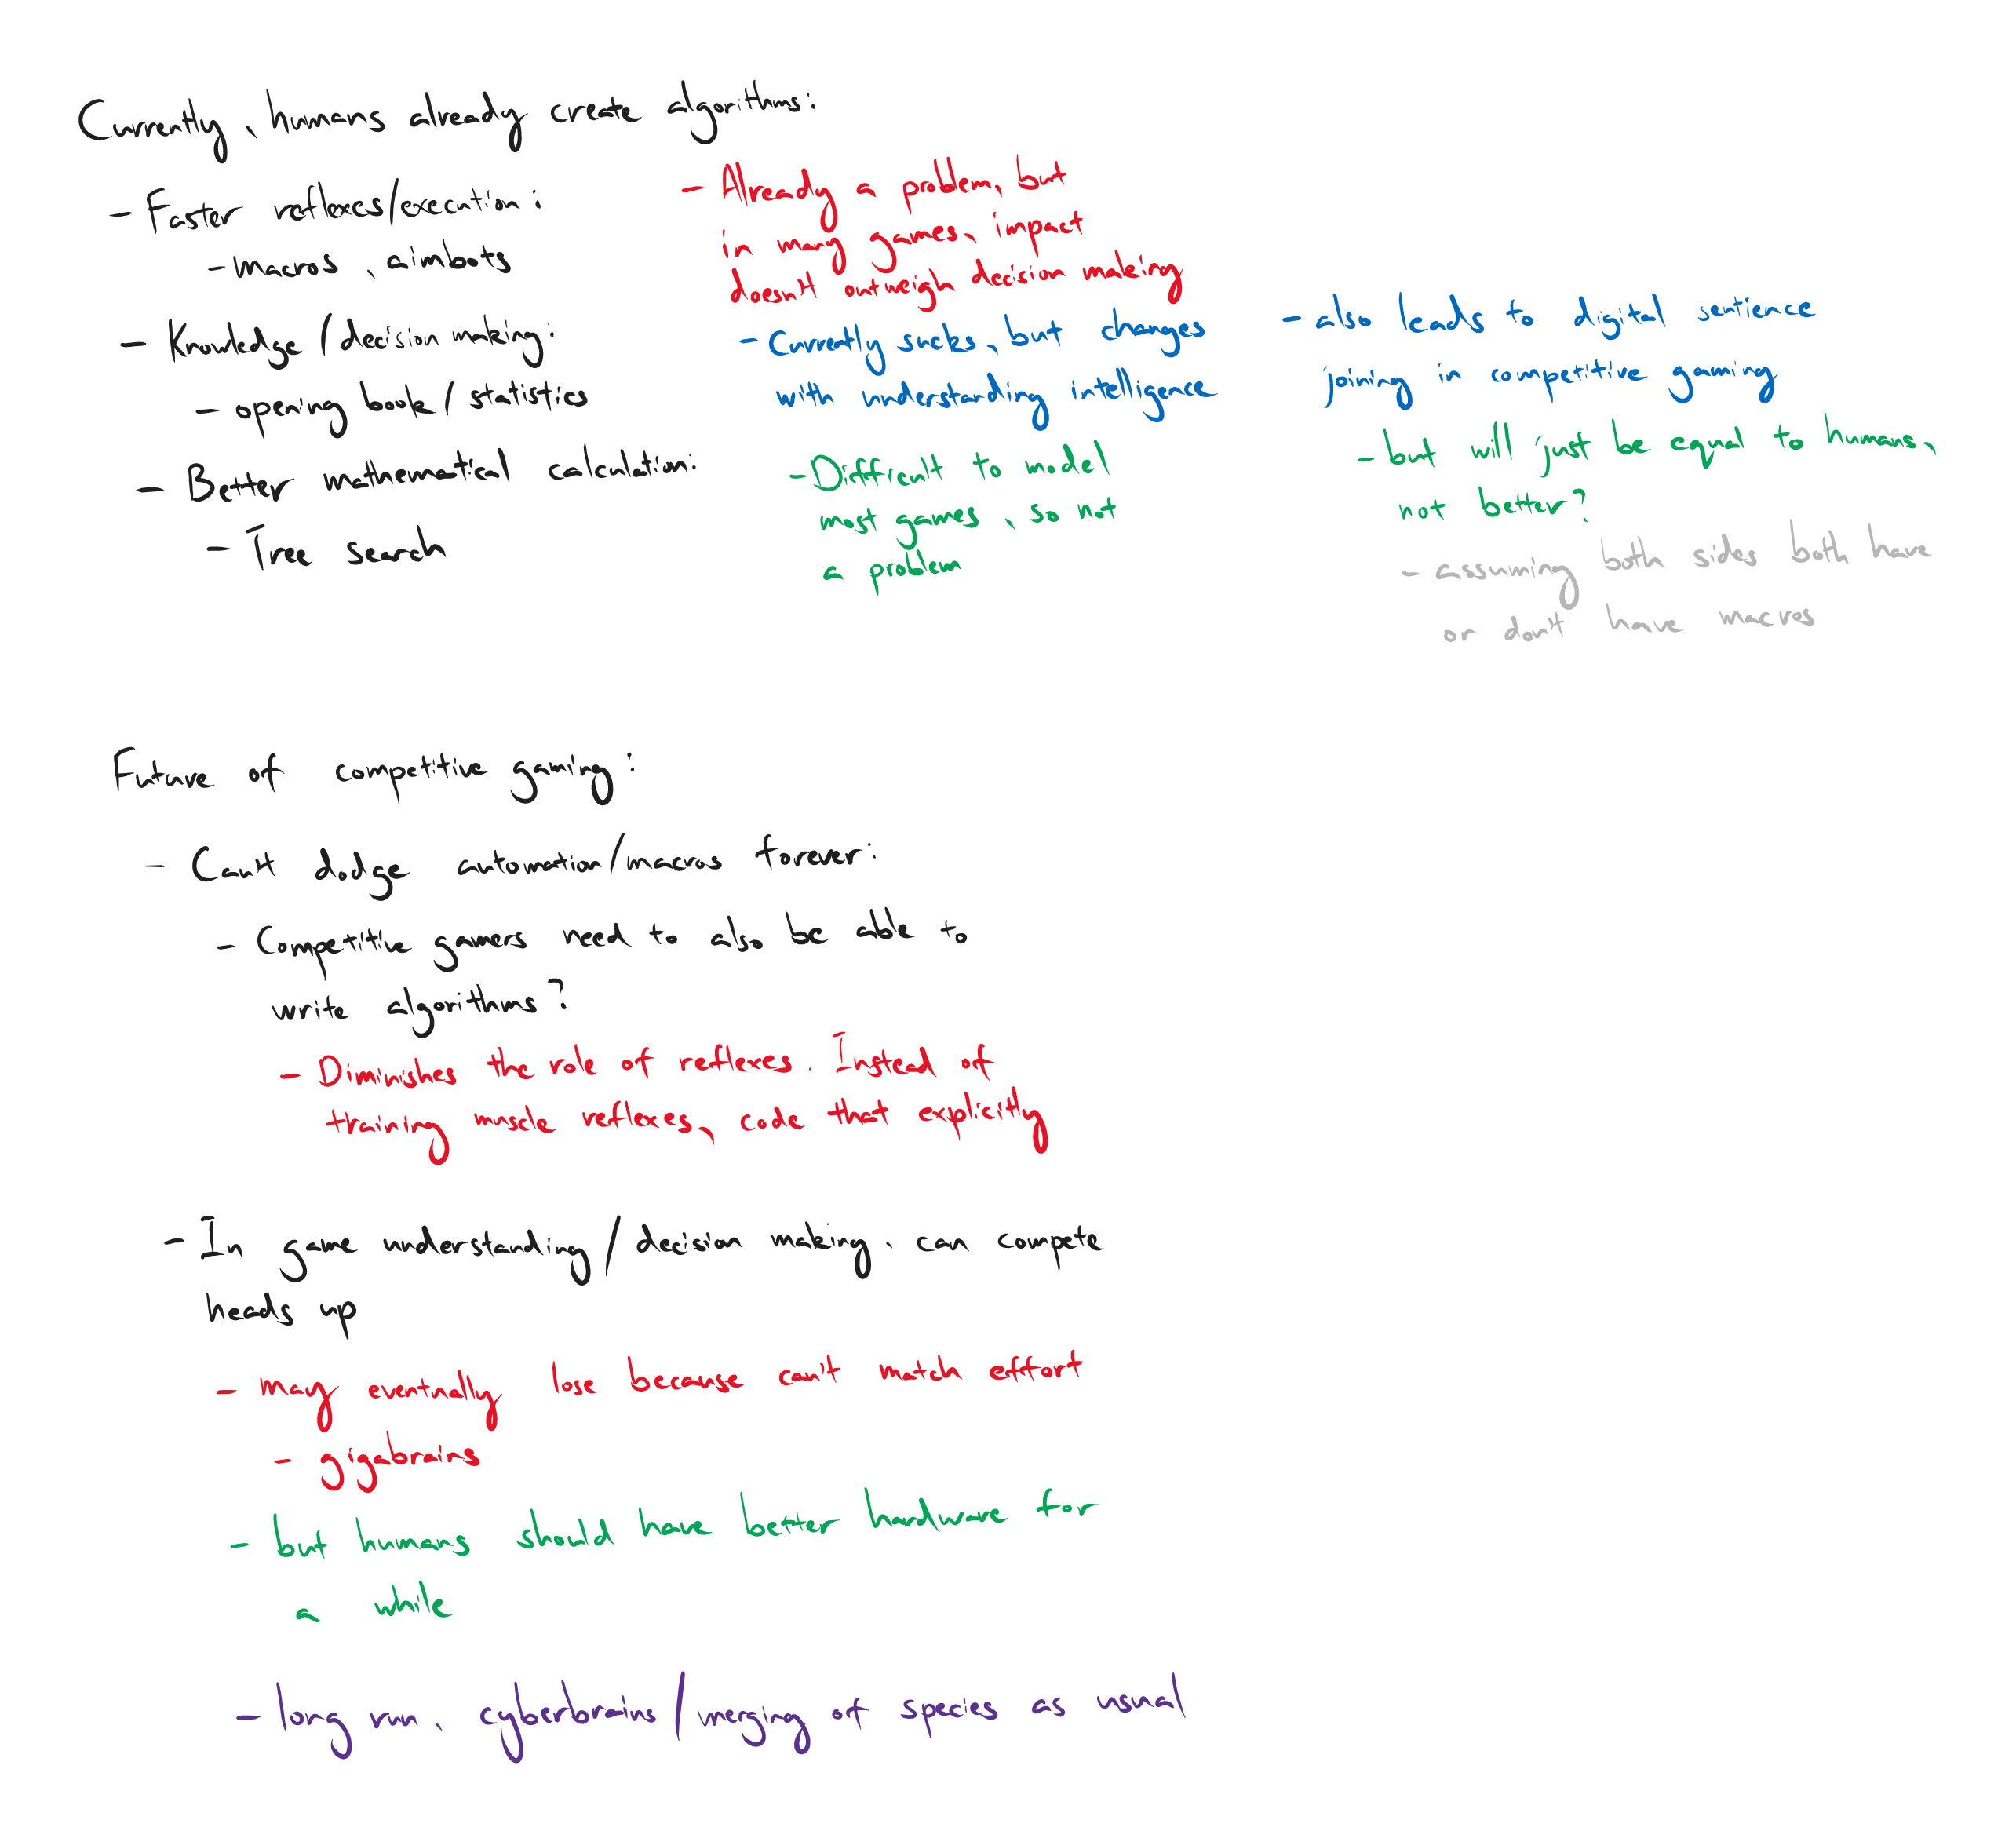 Currently, humans already create algorithms:
- Faster reflexes/execution:
- macros, aimbots
- Knowledge / decision making:
- opening book / statistics
- Better mathematical calculation:
- Tree search
- Already a problem, but
in many games, impact
doesn't outweigh decision making
- Currently sucks, but changes
with understanding intelligence
- Difficult to model
most games, so not
a problem
- also leads to digital sentience
joining in competitive gaming
- but will just be equal to humans,
not better?
- assuming both sides both have
or don't have macros
Future of competitive gaming:
- Can't dodge automation/macros forever:
- Competitive gamers need to also be able to
write algorithms?
- Diminishes the role of reflexes. Instead of
training muscle reflexes, code that explicitly
- In game understanding/decision making, can compete
heads up
- may eventually lose because can't match effort
- gigabrains
- but humans should have better hardware for
a while
- long run, cyberbrains/merging of species as usual